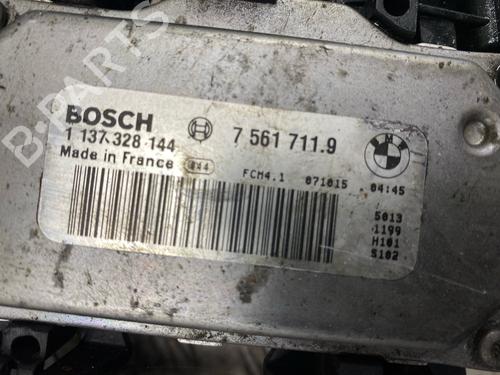 BOSCH
1 137 328 144
7 561 711.9
Made in France
FCM4.1 071015 04:45
5013
1199
H101
S102
B-PARTS